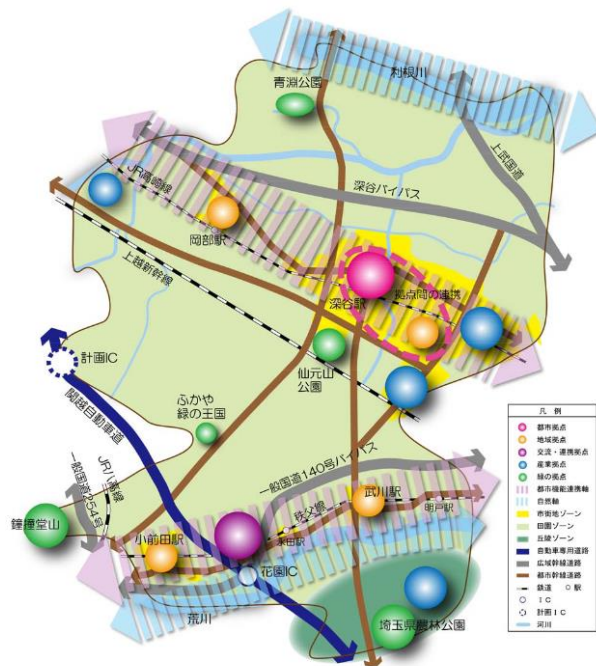 利根川
青淵公園
上武国道
深谷バイパス
JR高崎線
岡部駅
上越新幹線
深谷駅
拠点間の連携
計画IC
仙元山
公園
関越自動車道
ふかや
緑の王国
JR八高線
一般国道254号
一般国道140号バイパス
鐘撞堂山
秩父線
武川駅
明戸駅
永田駅
小前田駅
花園IC
荒川
埼玉県農林公園
凡例
都市拠点
地域拠点
交流・連携拠点
産業拠点
緑の拠点
都市機能連携軸
自然軸
市街地ゾーン
田園ゾーン
丘陵ゾーン
自動車専用道路
広域幹線道路
都市幹線道路
鉄道 駅
IC
計画IC
河川